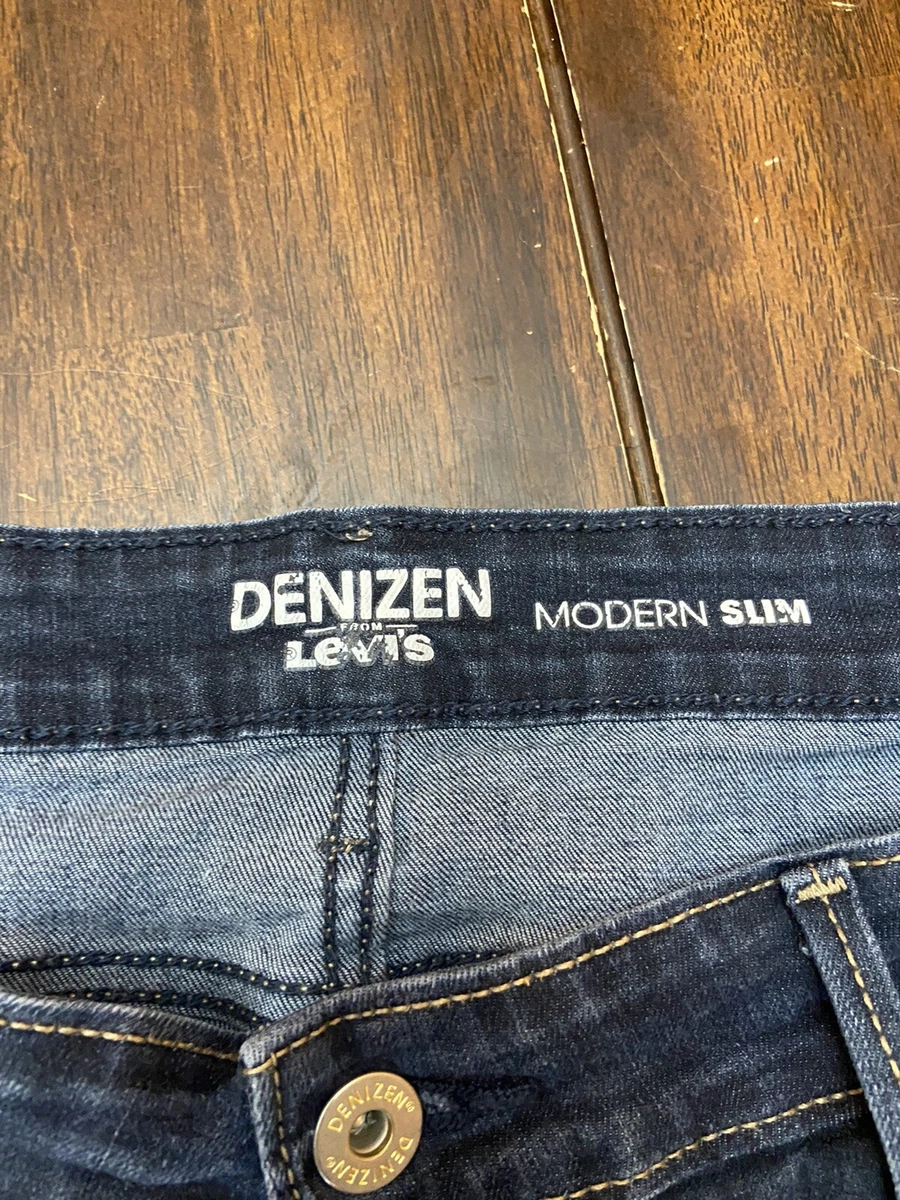 DENIZEN
FROM
Levi's
®
MODERN SLIM
DENIZEN®
DENIZEN®